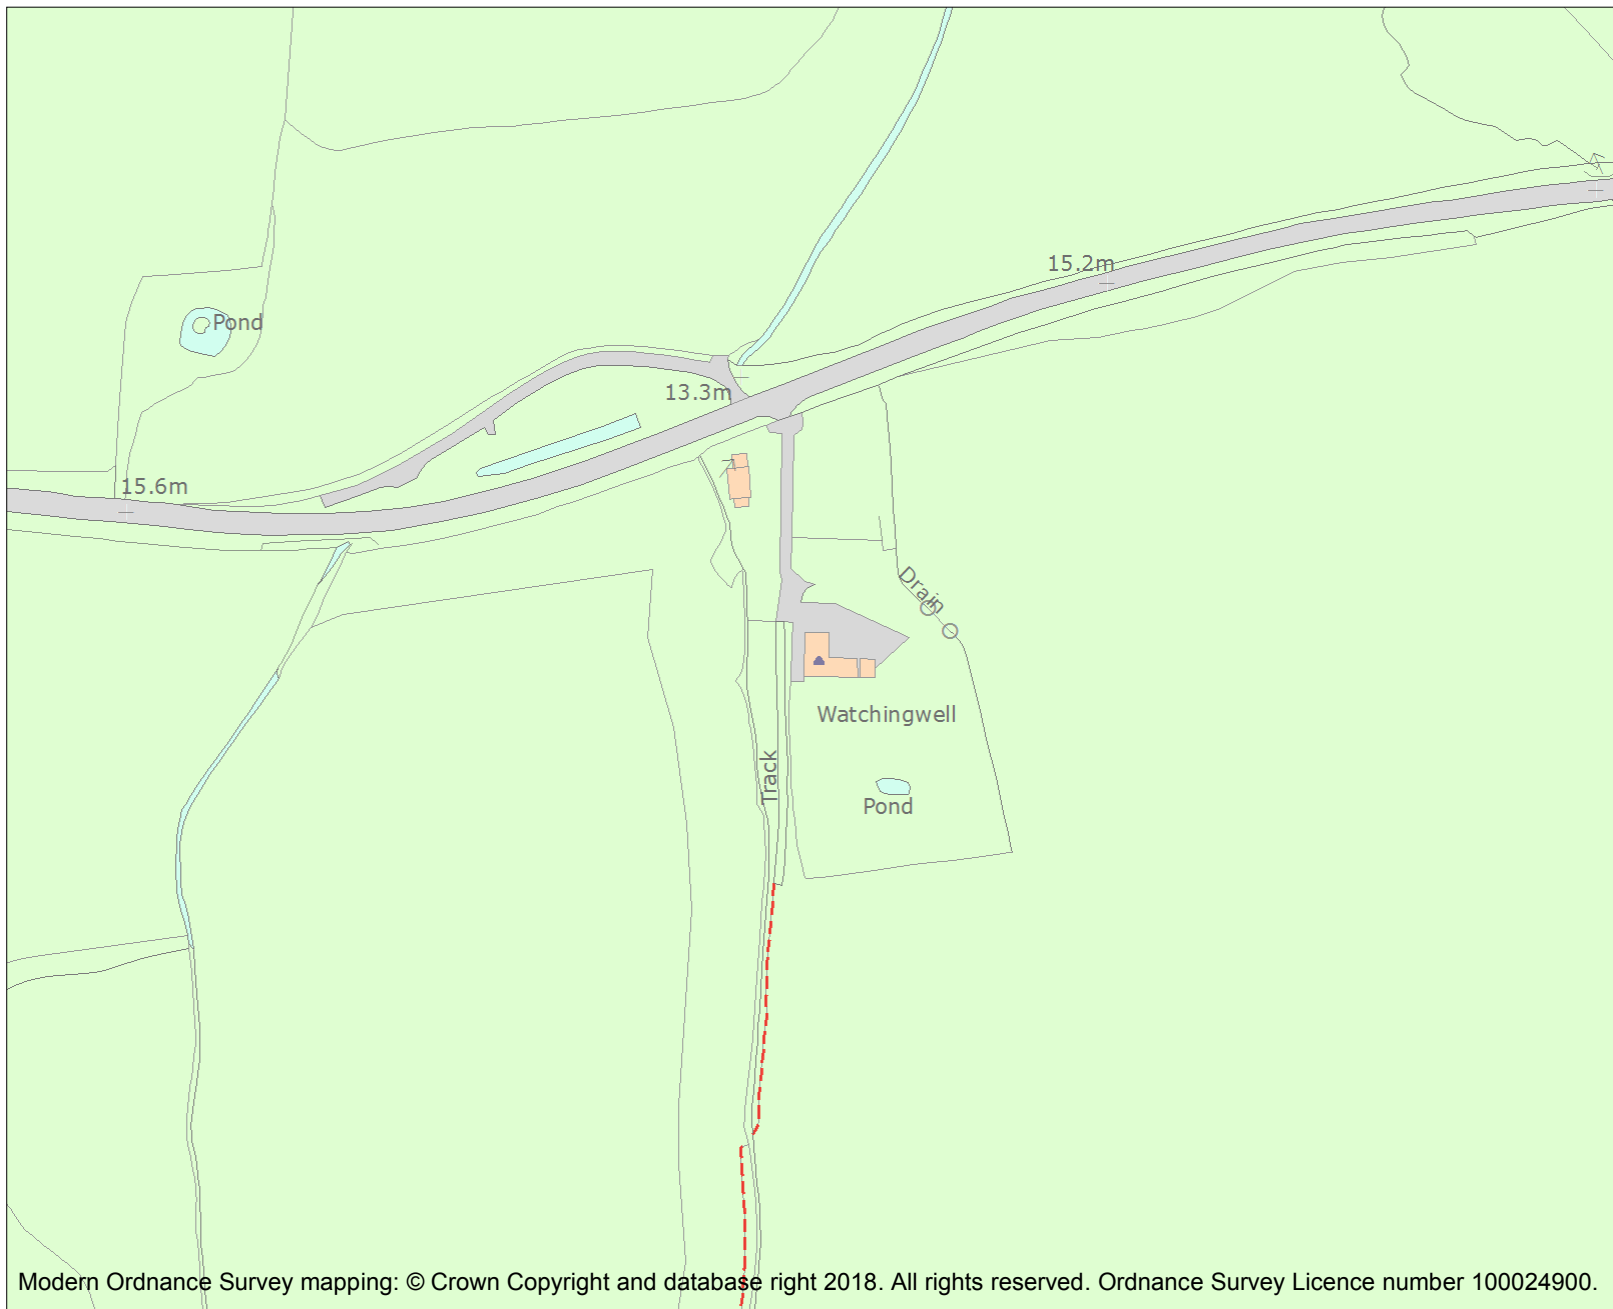 15.2m
Pond
13.3m
15.6m
Drain
Watchingwell
Track
Pond
Modern Ordnance Survey mapping: © Crown Copyright and database right 2018. All rights reserved. Ordnance Survey Licence number 100024900.